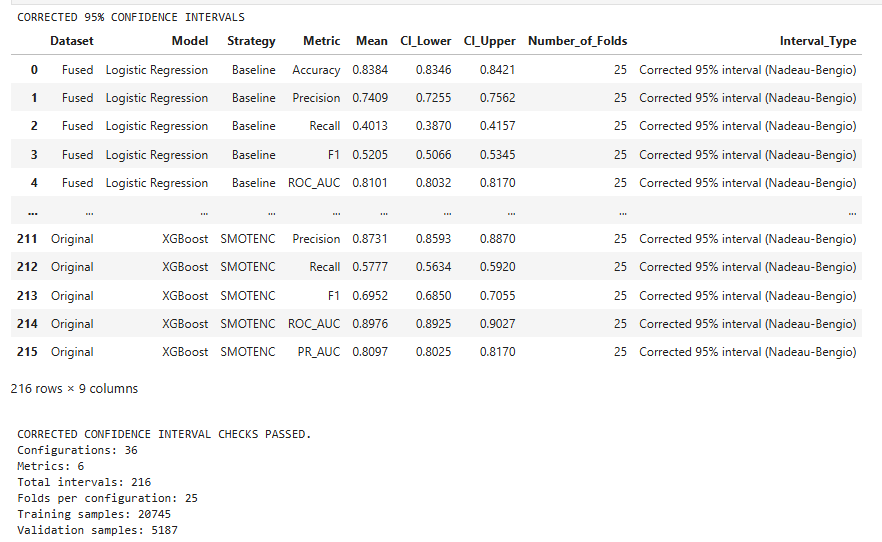 CORRECTED 95% CONFIDENCE INTERVALS
Dataset Model Strategy Metric Mean CI_Lower CI_Upper Number_of_Folds Interval_Type
0 Fused Logistic Regression Baseline Accuracy 0.8384 0.8346 0.8421 25 Corrected 95% interval (Nadeau-Bengio)
1 Fused Logistic Regression Baseline Precision 0.7409 0.7255 0.7562 25 Corrected 95% interval (Nadeau-Bengio)
2 Fused Logistic Regression Baseline Recall 0.4013 0.3870 0.4157 25 Corrected 95% interval (Nadeau-Bengio)
3 Fused Logistic Regression Baseline F1 0.5205 0.5066 0.5345 25 Corrected 95% interval (Nadeau-Bengio)
4 Fused Logistic Regression Baseline ROC_AUC 0.8101 0.8032 0.8170 25 Corrected 95% interval (Nadeau-Bengio)
... ... ... ... ... ... ... ... ... ...
211 Original XGBoost SMOTENC Precision 0.8731 0.8593 0.8870 25 Corrected 95% interval (Nadeau-Bengio)
212 Original XGBoost SMOTENC Recall 0.5777 0.5634 0.5920 25 Corrected 95% interval (Nadeau-Bengio)
213 Original XGBoost SMOTENC F1 0.6952 0.6850 0.7055 25 Corrected 95% interval (Nadeau-Bengio)
214 Original XGBoost SMOTENC ROC_AUC 0.8976 0.8925 0.9027 25 Corrected 95% interval (Nadeau-Bengio)
215 Original XGBoost SMOTENC PR_AUC 0.8097 0.8025 0.8170 25 Corrected 95% interval (Nadeau-Bengio)
216 rows × 9 columns
CORRECTED CONFIDENCE INTERVAL CHECKS PASSED.
Configurations: 36
Metrics: 6
Total intervals: 216
Folds per configuration: 25
Training samples: 20745
Validation samples: 5187